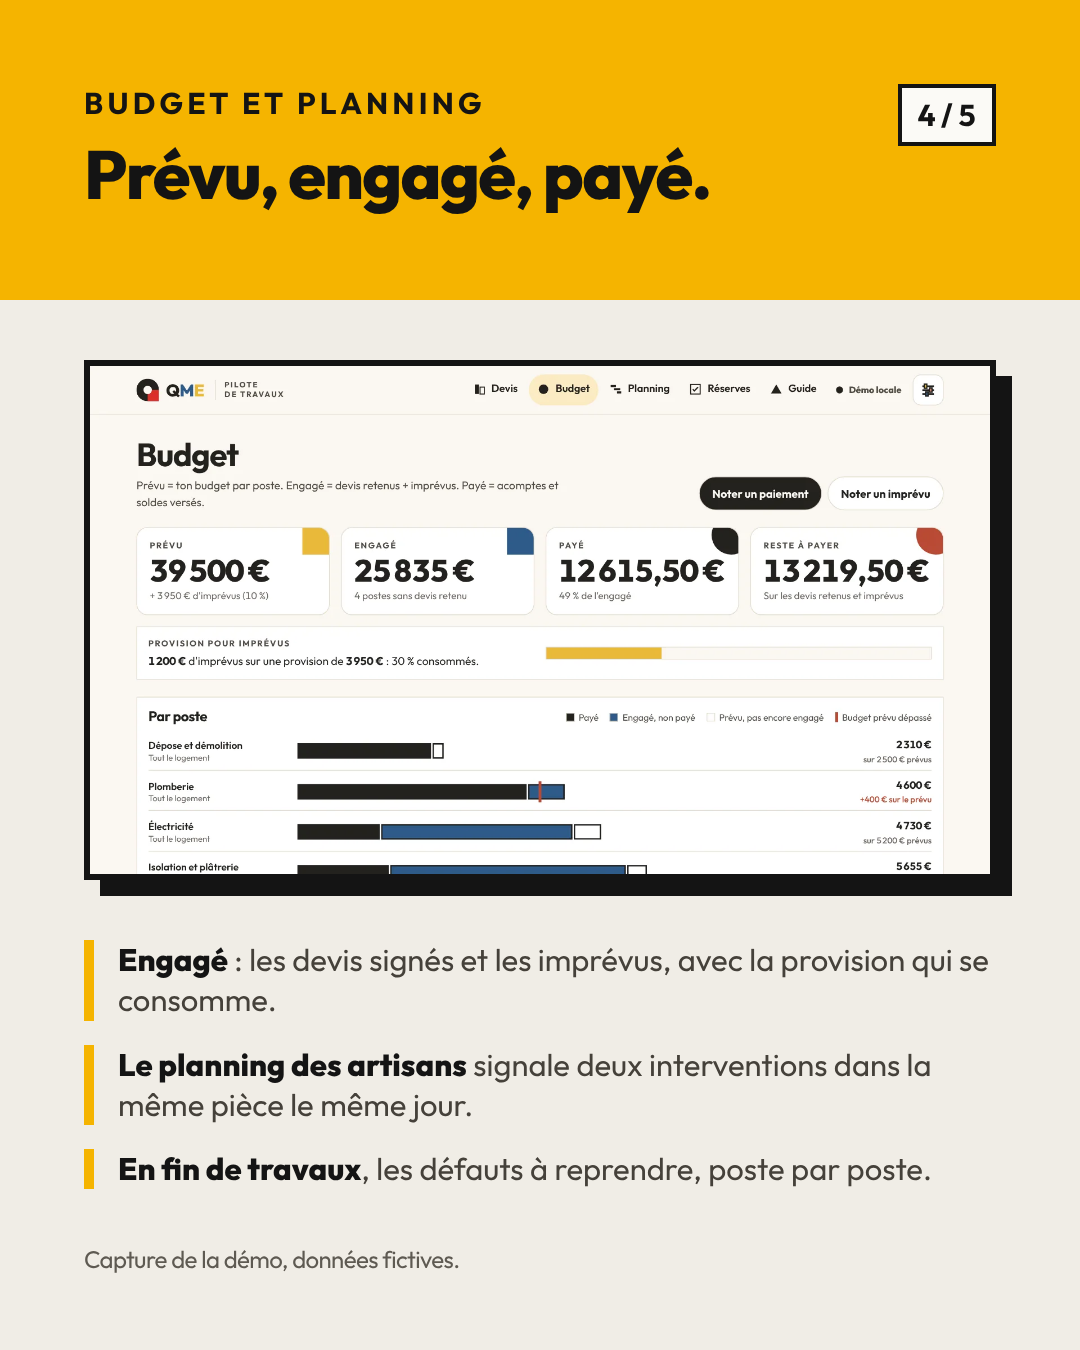 BUDGET ET PLANNING
4/5
Prévu, engagé, payé.
QME
PILOTE
DE TRAVAUX
Devis
Budget
Planning
Réserves
Guide
Démo locale
Budget
Prévu = ton budget par poste. Engagé = devis retenus + imprévus. Payé = acomptes et
soldes versés.
Noter un paiement
Noter un imprévu
PRÉVU
39 500 €
+ 3 950 € d'imprévus (10 %)
ENGAGÉ
25 835 €
4 postes sans devis retenu
PAYÉ
12 615,50 €
49 % de l'engagé
RESTE À PAYER
13 219,50 €
Sur les devis retenus et imprévus
PROVISION POUR IMPRÉVUS
1 200 € d'imprévus sur une provision de 3 950 € : 30 % consommés.
Par poste
Payé
Engagé, non payé
Prévu, pas encore engagé
Budget prévu dépassé
Dépose et démolition
Tout le logement
2 310 €
sur 2 500 € prévus
Plomberie
Tout le logement
4 600 €
+400 € sur le prévu
Électricité
Tout le logement
4 730 €
sur 5 200 € prévus
Isolation et plâtrerie
5 655 €
Engagé : les devis signés et les imprévus, avec la provision qui se
consomme.
Le planning des artisans signale deux interventions dans la
même pièce le même jour.
En fin de travaux, les défauts à reprendre, poste par poste.
Capture de la démo, données fictives.